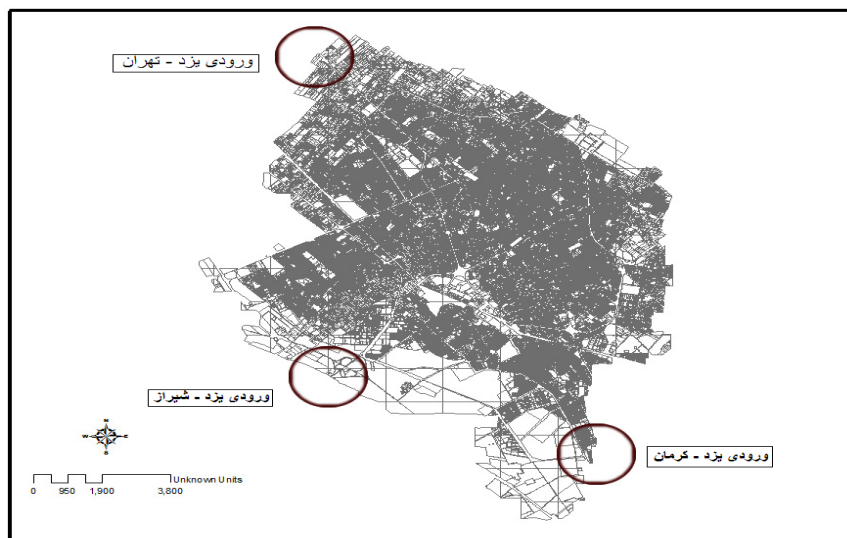 ورودی یزد - تهران
ورودی یزد - شیراز
ورودی یزد - کرمان
N
W E
S
Unknown Units
0 950 1,900 3,800